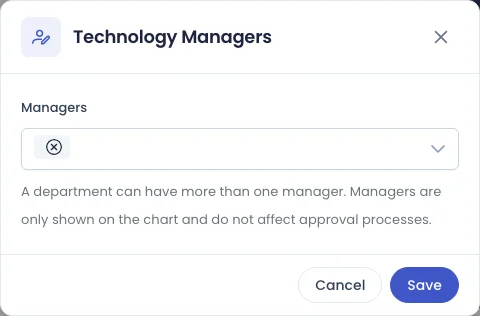 Technology Managers
Managers
A department can have more than one manager. Managers are
only shown on the chart and do not affect approval processes.
Cancel
Save